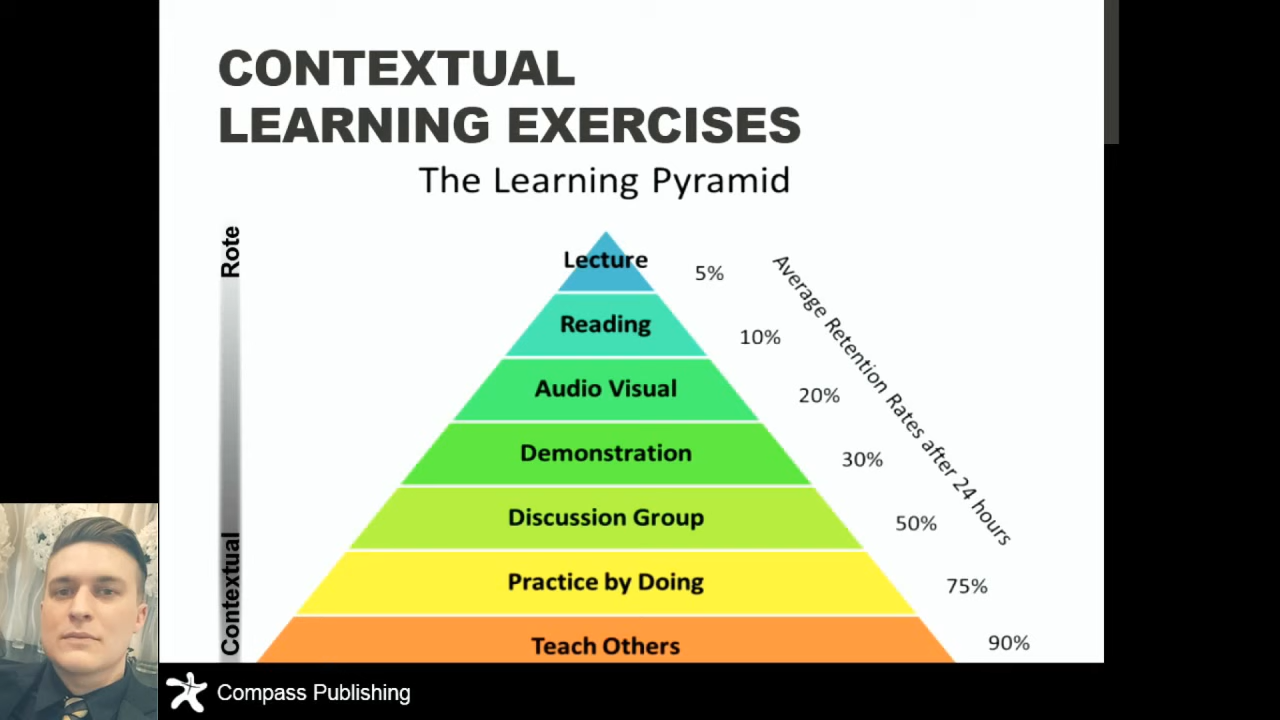 CONTEXTUAL
LEARNING EXERCISES
The Learning Pyramid
Rote
Contextual
Lecture
5%
Reading
10%
Audio Visual
20%
Demonstration
30%
Discussion Group
50%
Practice by Doing
75%
Teach Others
90%
Average Retention Rates after 24 hours
Compass Publishing